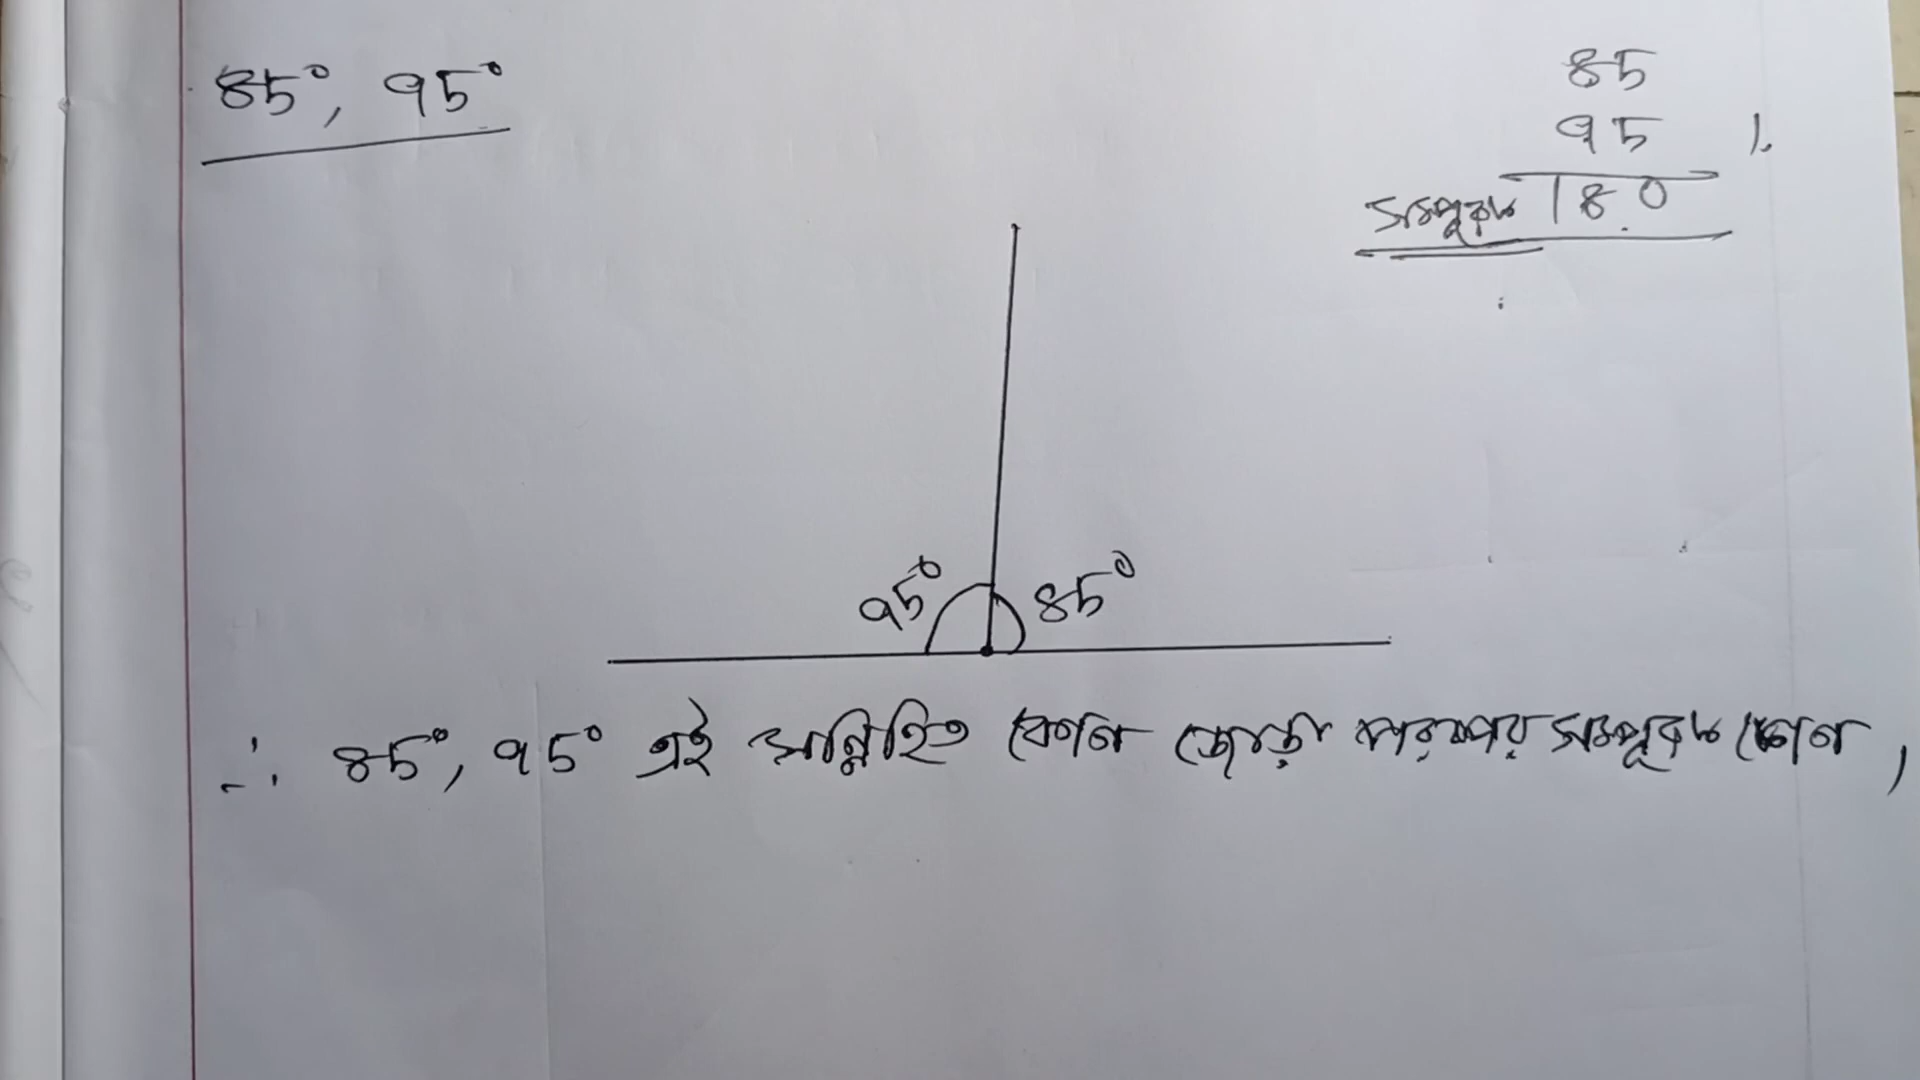 85°, 95°
85
95
সম্পূরক 180
95° 85°
∴ 85°, 95° এই সন্নিহিত কোণ জোড়া পরস্পর সম্পূরক কোণ,